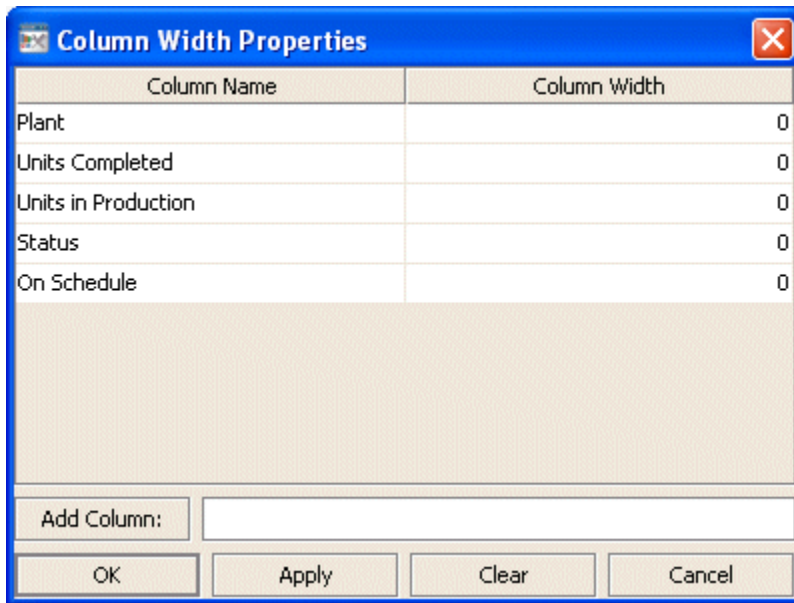 Column Width Properties
Column Name Column Width
Plant 0
Units Completed 0
Units in Production 0
Status 0
On Schedule 0
Add Column:
OK Apply Clear Cancel